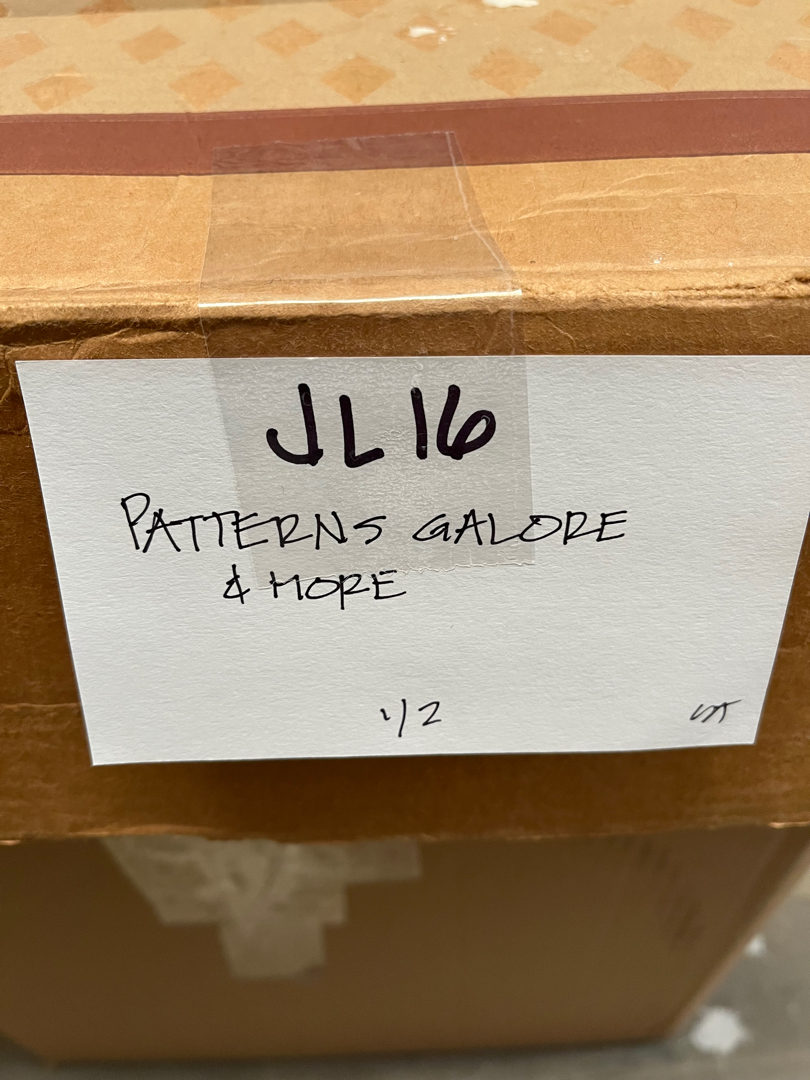 JL16
PATTERNS GALORE
& MORE
1/2